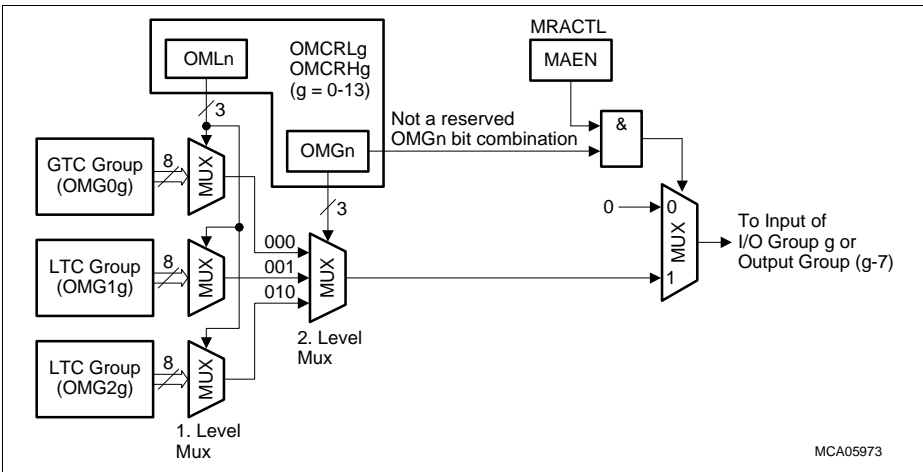 MRACTL
OMLn
OMCRLg
OMCRHg
(g = 0-13)
MAEN
3
Not a reserved
OMGn bit combination
&
OMGn
GTC Group
(OMG0g)
8
MUX
3
0
0
MUX
1
To Input of
I/O Group g or
Output Group (g-7)
000
LTC Group
(OMG1g)
8
MUX
001
MUX
010
2. Level
Mux
LTC Group
(OMG2g)
8
MUX
1. Level
Mux
MCA05973